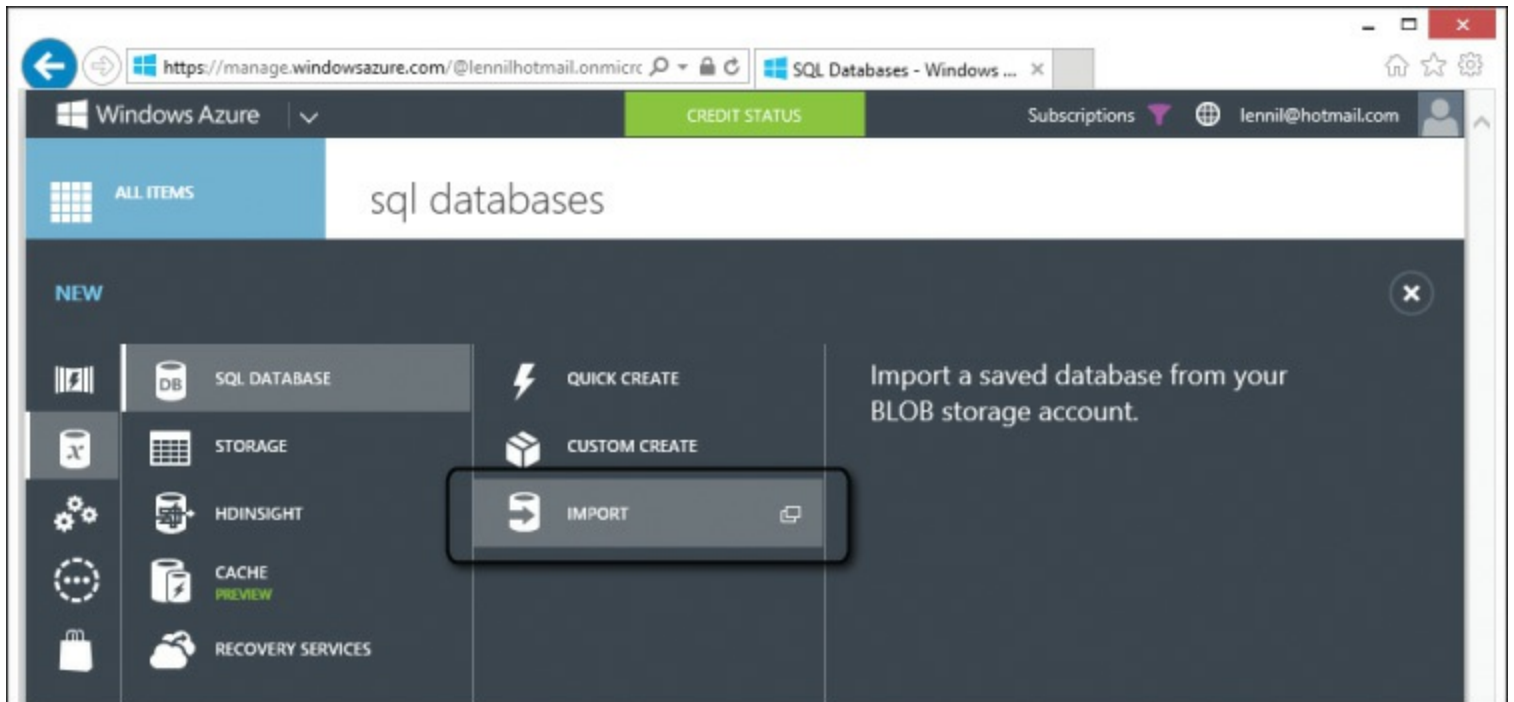 https://manage.windowsazure.com/@lennilhotmail.onmicrc
SQL Databases - Windows ...
Windows Azure
CREDIT STATUS
Subscriptions
lennil@hotmail.com
ALL ITEMS
sql databases
NEW
DB
SQL DATABASE
QUICK CREATE
Import a saved database from your
BLOB storage account.
x
STORAGE
CUSTOM CREATE
HDINSIGHT
IMPORT
CACHE
PREVIEW
RECOVERY SERVICES